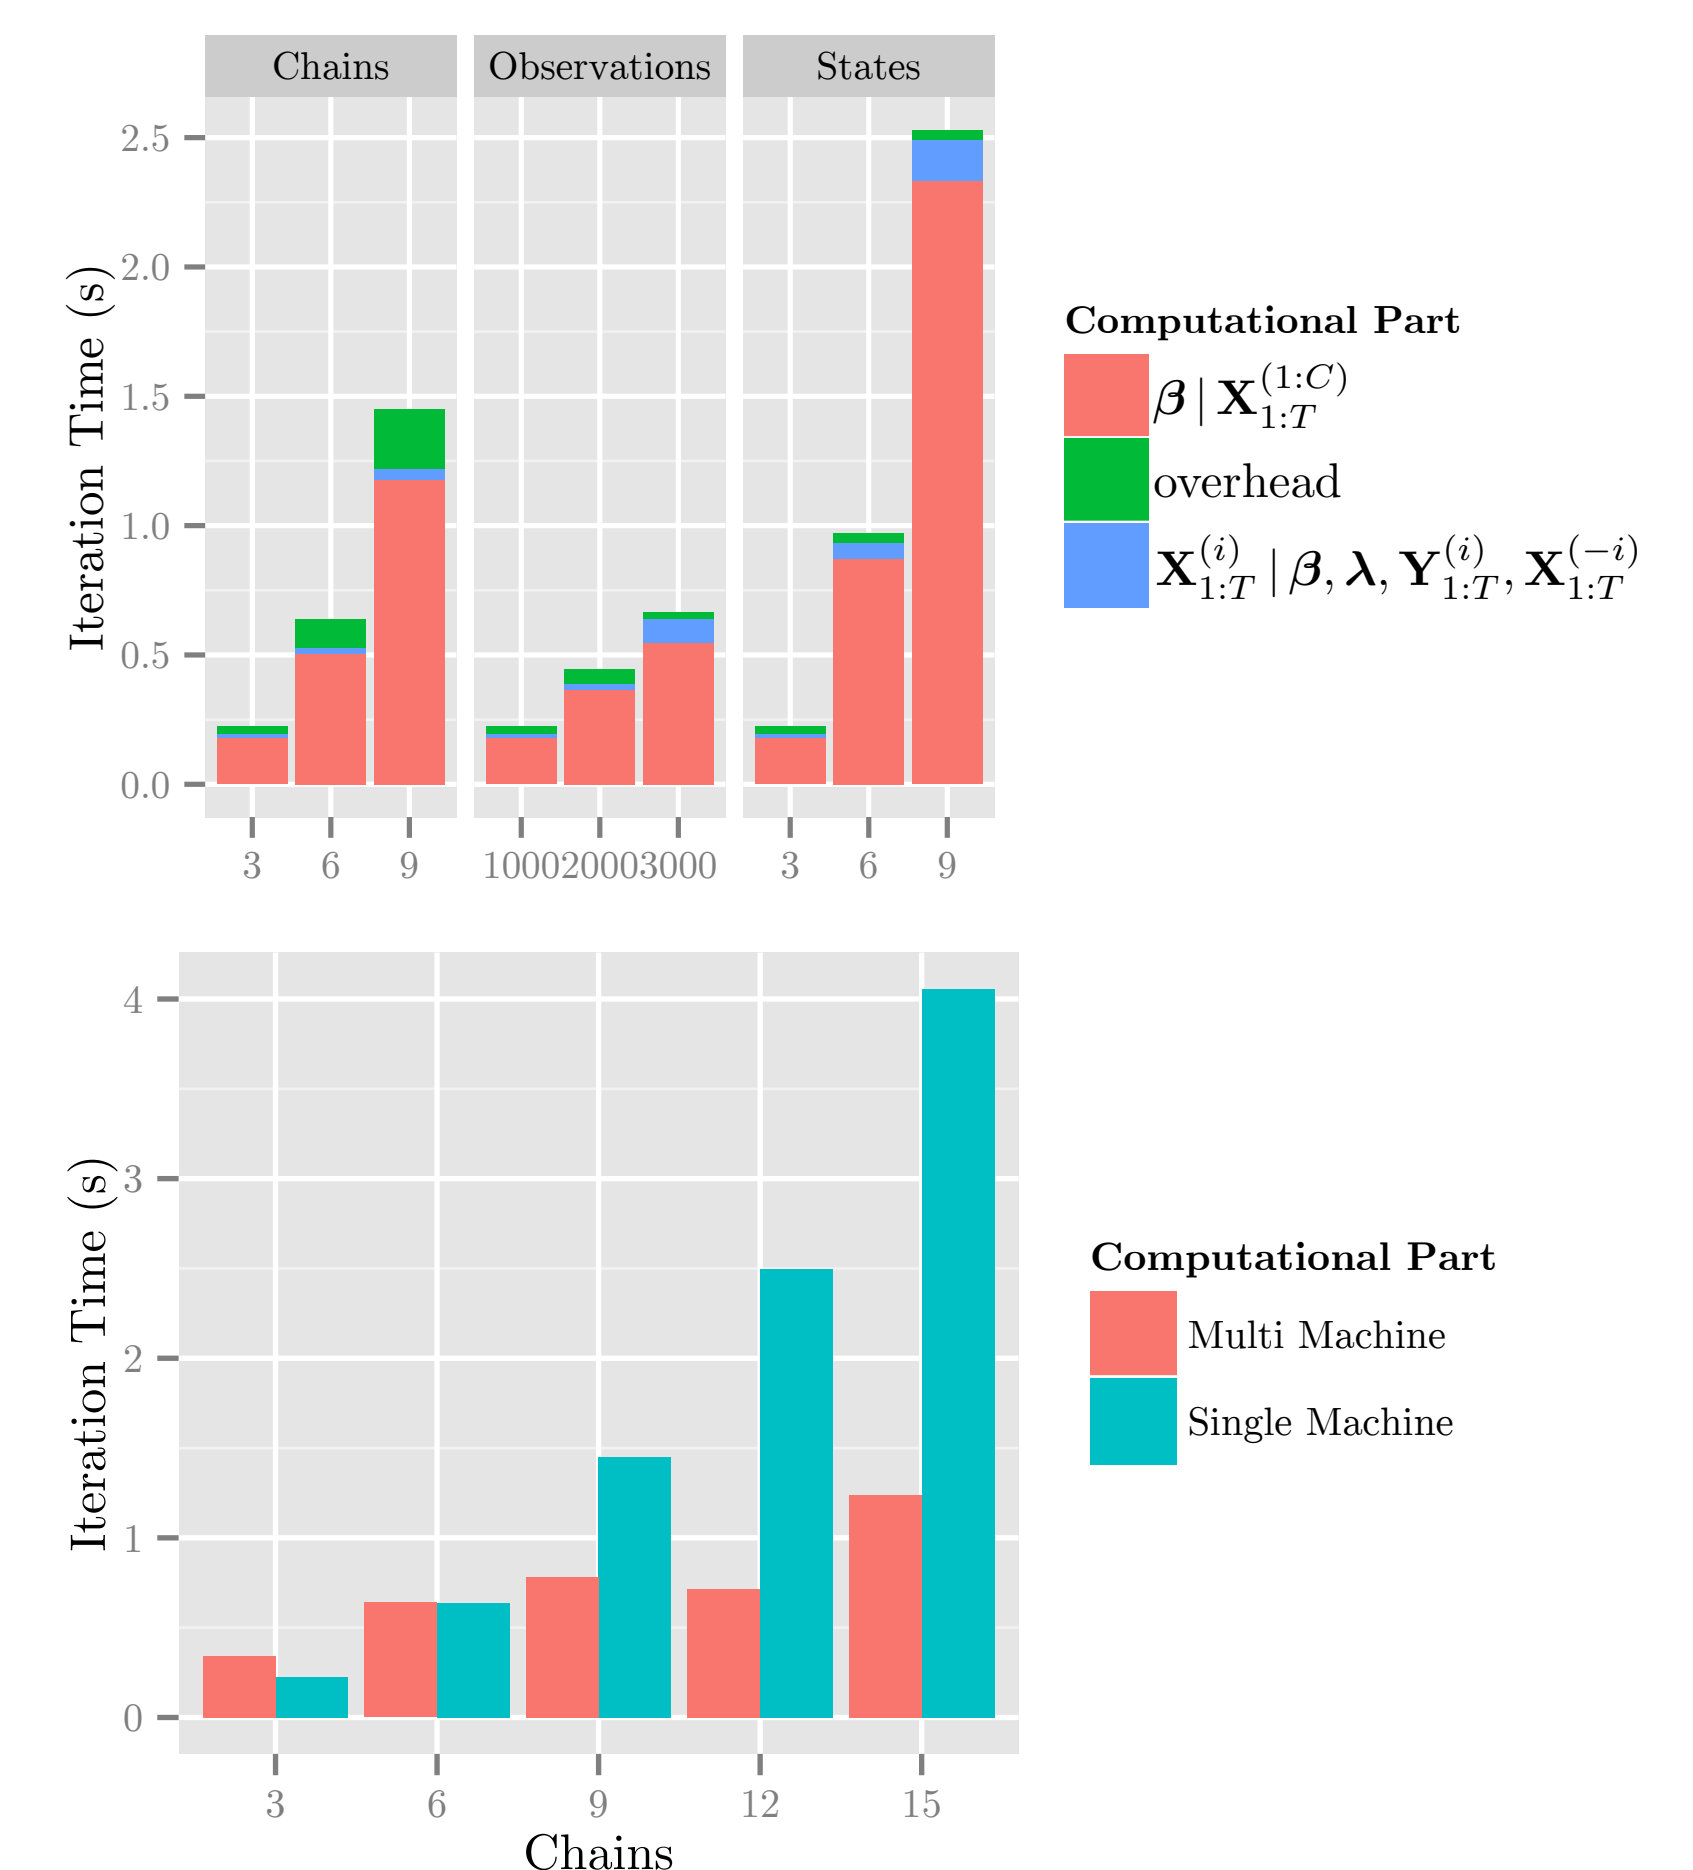 Chains Observations States
2.5
2.0
1.5
1.0
0.5
0.0
Iteration Time (s)
3 6 9 1000 2000 3000 3 6 9
Computational Part
𝜷 | 𝐗_{1:T}^{(1:C)}
overhead
𝐗_{1:T}^{(i)} | 𝜷, 𝝀, 𝐘_{1:T}^{(i)}, 𝐗_{1:T}^{(−i)}
4
3
2
1
0
Iteration Time (s)
3 6 9 12 15
Chains
Computational Part
Multi Machine
Single Machine